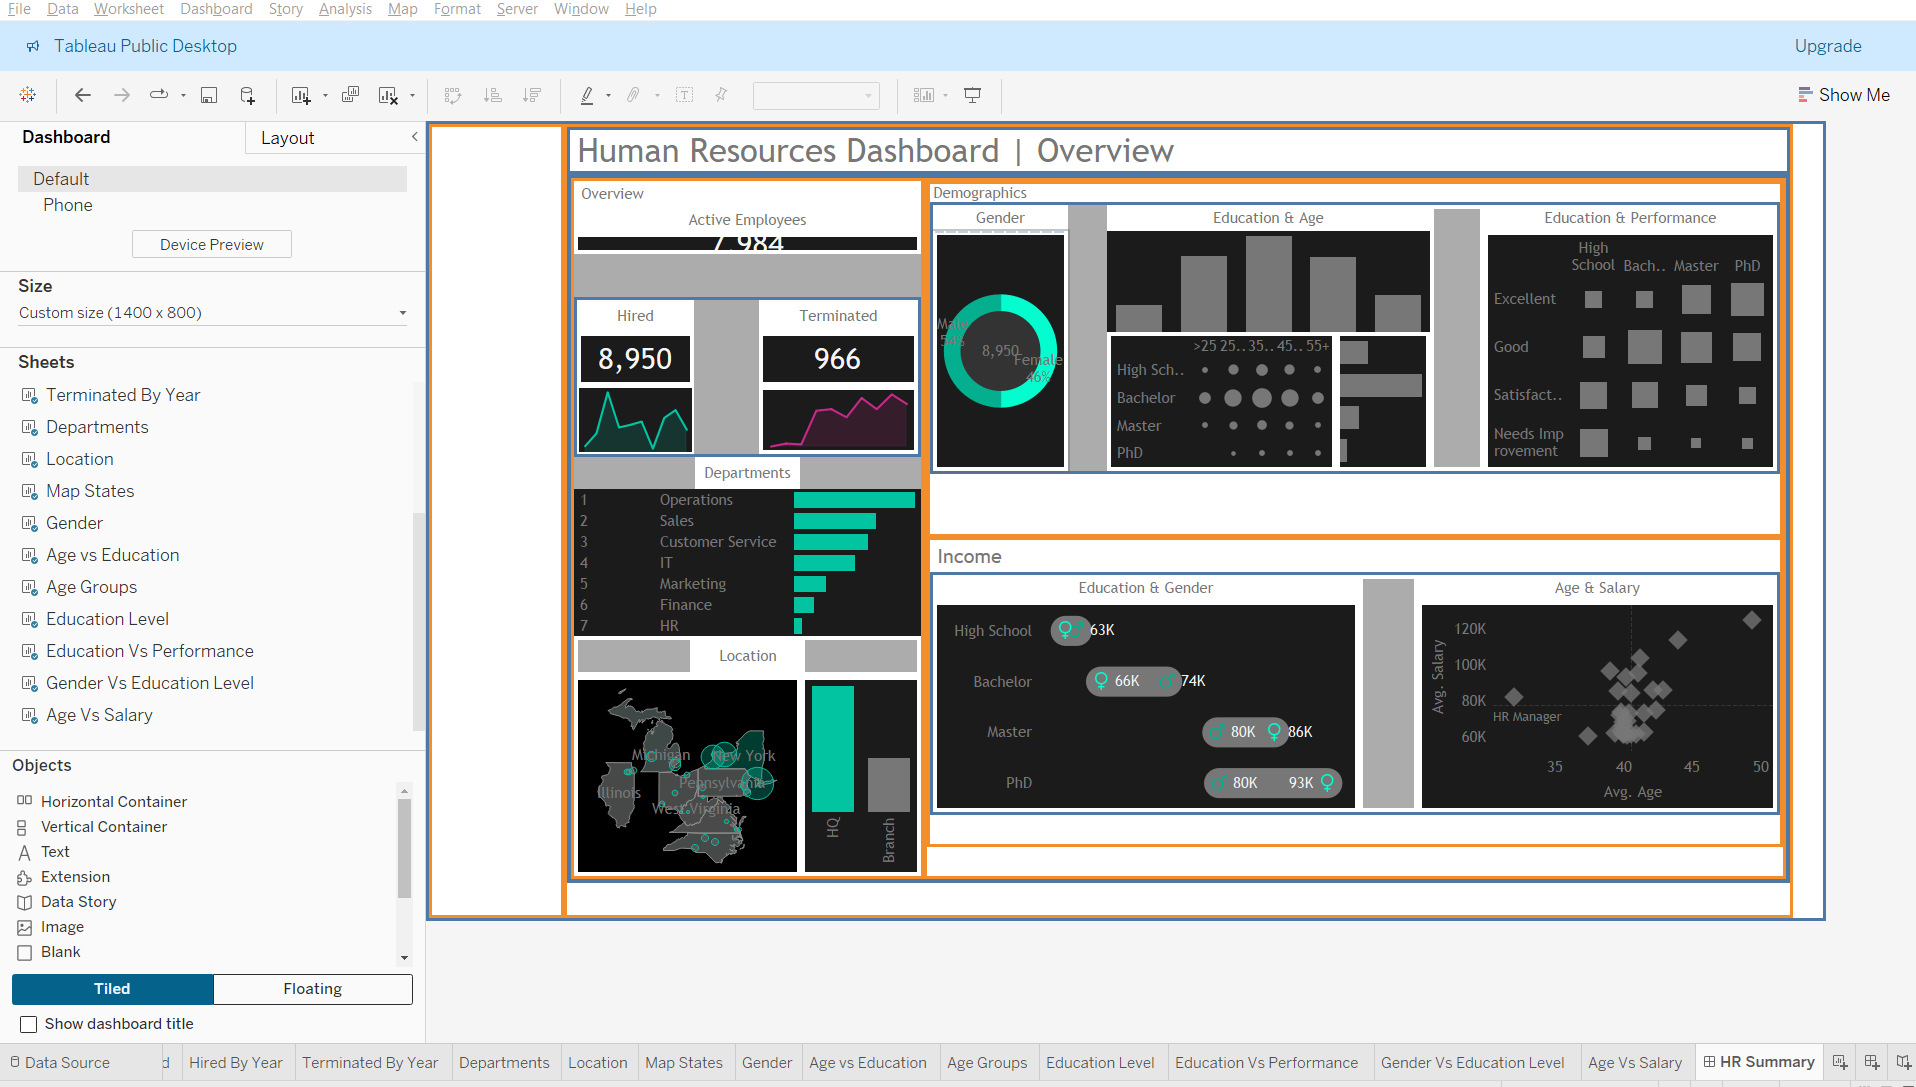 File Data Worksheet Dashboard Story Analysis Map Format Server Window Help
Tableau Public Desktop
Upgrade
Show Me
Dashboard
Layout
Default
Phone
Device Preview
Size
Custom size (1400 x 800)
Sheets
Terminated By Year
Departments
Location
Map States
Gender
Age vs Education
Age Groups
Education Level
Education Vs Performance
Gender Vs Education Level
Age Vs Salary
Objects
Horizontal Container
Vertical Container
Text
Extension
Data Story
Image
Blank
Tiled
Floating
Show dashboard title
Human Resources Dashboard | Overview
Overview
Active Employees
7,984
Hired
Terminated
8,950
966
Departments
1 Operations
2 Sales
3 Customer Service
4 IT
5 Marketing
6 Finance
7 HR
Location
Michigan
New York
Pennsylvania
Illinois
West Virginia
HQ
Branch
Demographics
Gender
Male
54%
8,950
Female
46%
Education & Age
>25 25.. 35.. 45.. 55+
High Sch..
Bachelor
Master
PhD
Education & Performance
High
School Bach.. Master PhD
Excellent
Good
Satisfact..
Needs Imp
rovement
Income
Education & Gender
High School 63K
Bachelor 66K 74K
Master 80K 86K
PhD 80K 93K
Age & Salary
Avg. Salary
120K
100K
80K
60K
HR Manager
35 40 45 50
Avg. Age
Data Source d Hired By Year Terminated By Year Departments Location Map States Gender Age vs Education Age Groups Education Level Education Vs Performance Gender Vs Education Level Age Vs Salary HR Summary